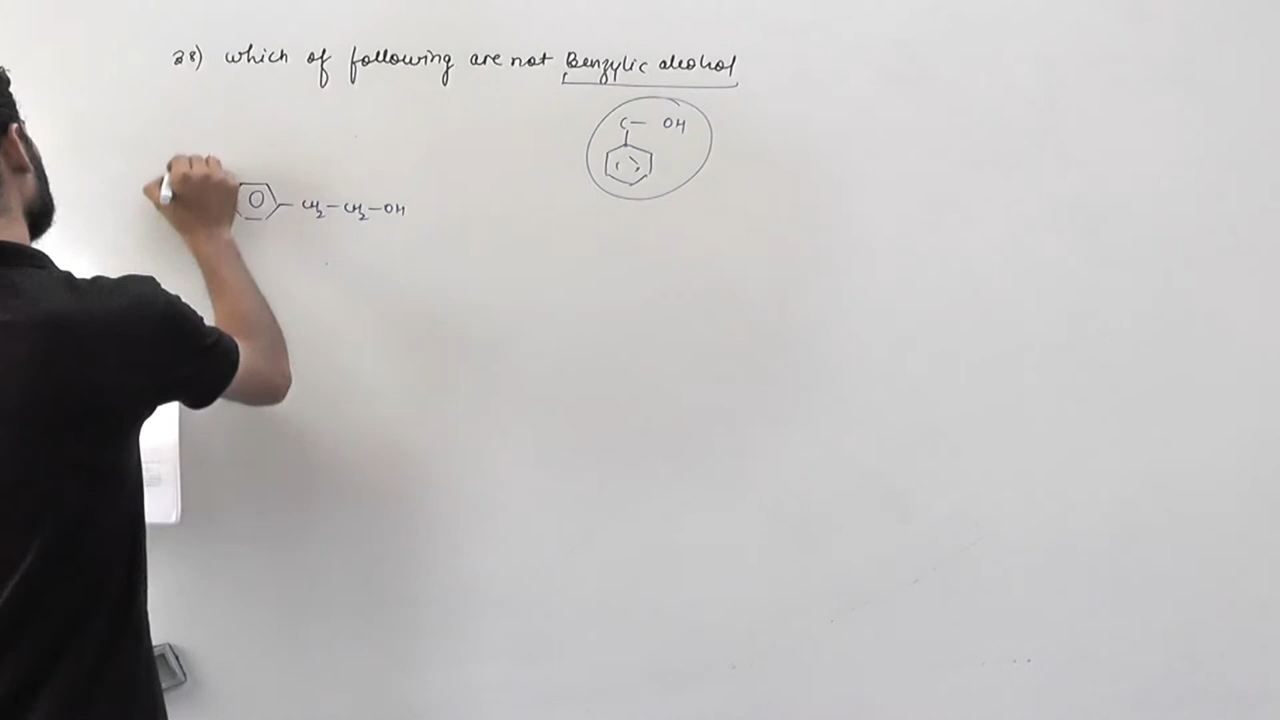 28) which of following are not Benzylic alcohol
C— OH
—CH2—CH2—OH